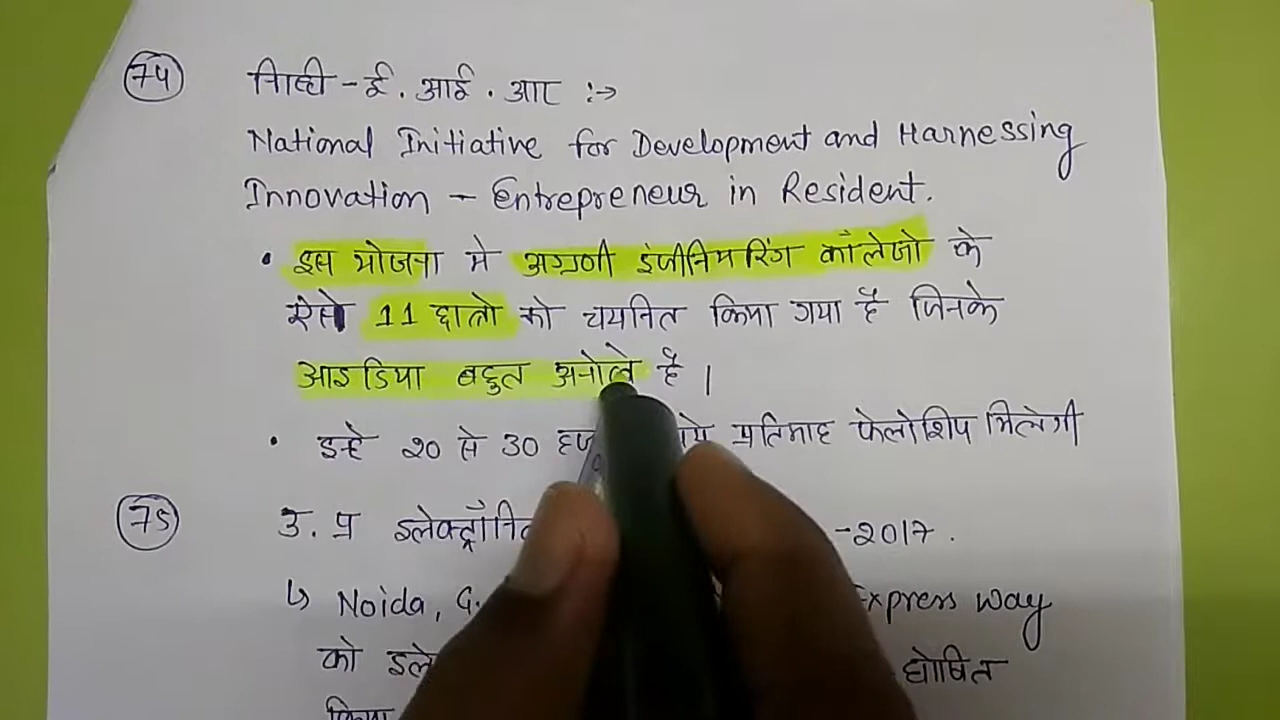 74 निधी - ई. आई. आर :→
National Initiative for Development and Harnessing
Innovation - Entrepreneur in Resident.
• इस योजना मे अग्रणी इंजीनियरिंग कॉलेजो के
ऐसे 11 छात्रो को चयनित किया गया है जिनके
आइडिया बहुत अनोखे है |
• इन्हे 20 से 30 प्रतिमाह फेलोशिप मिलेगी
75 उ. प्र -2017.
↳ Noida, G. Express way
को घोषित
किया